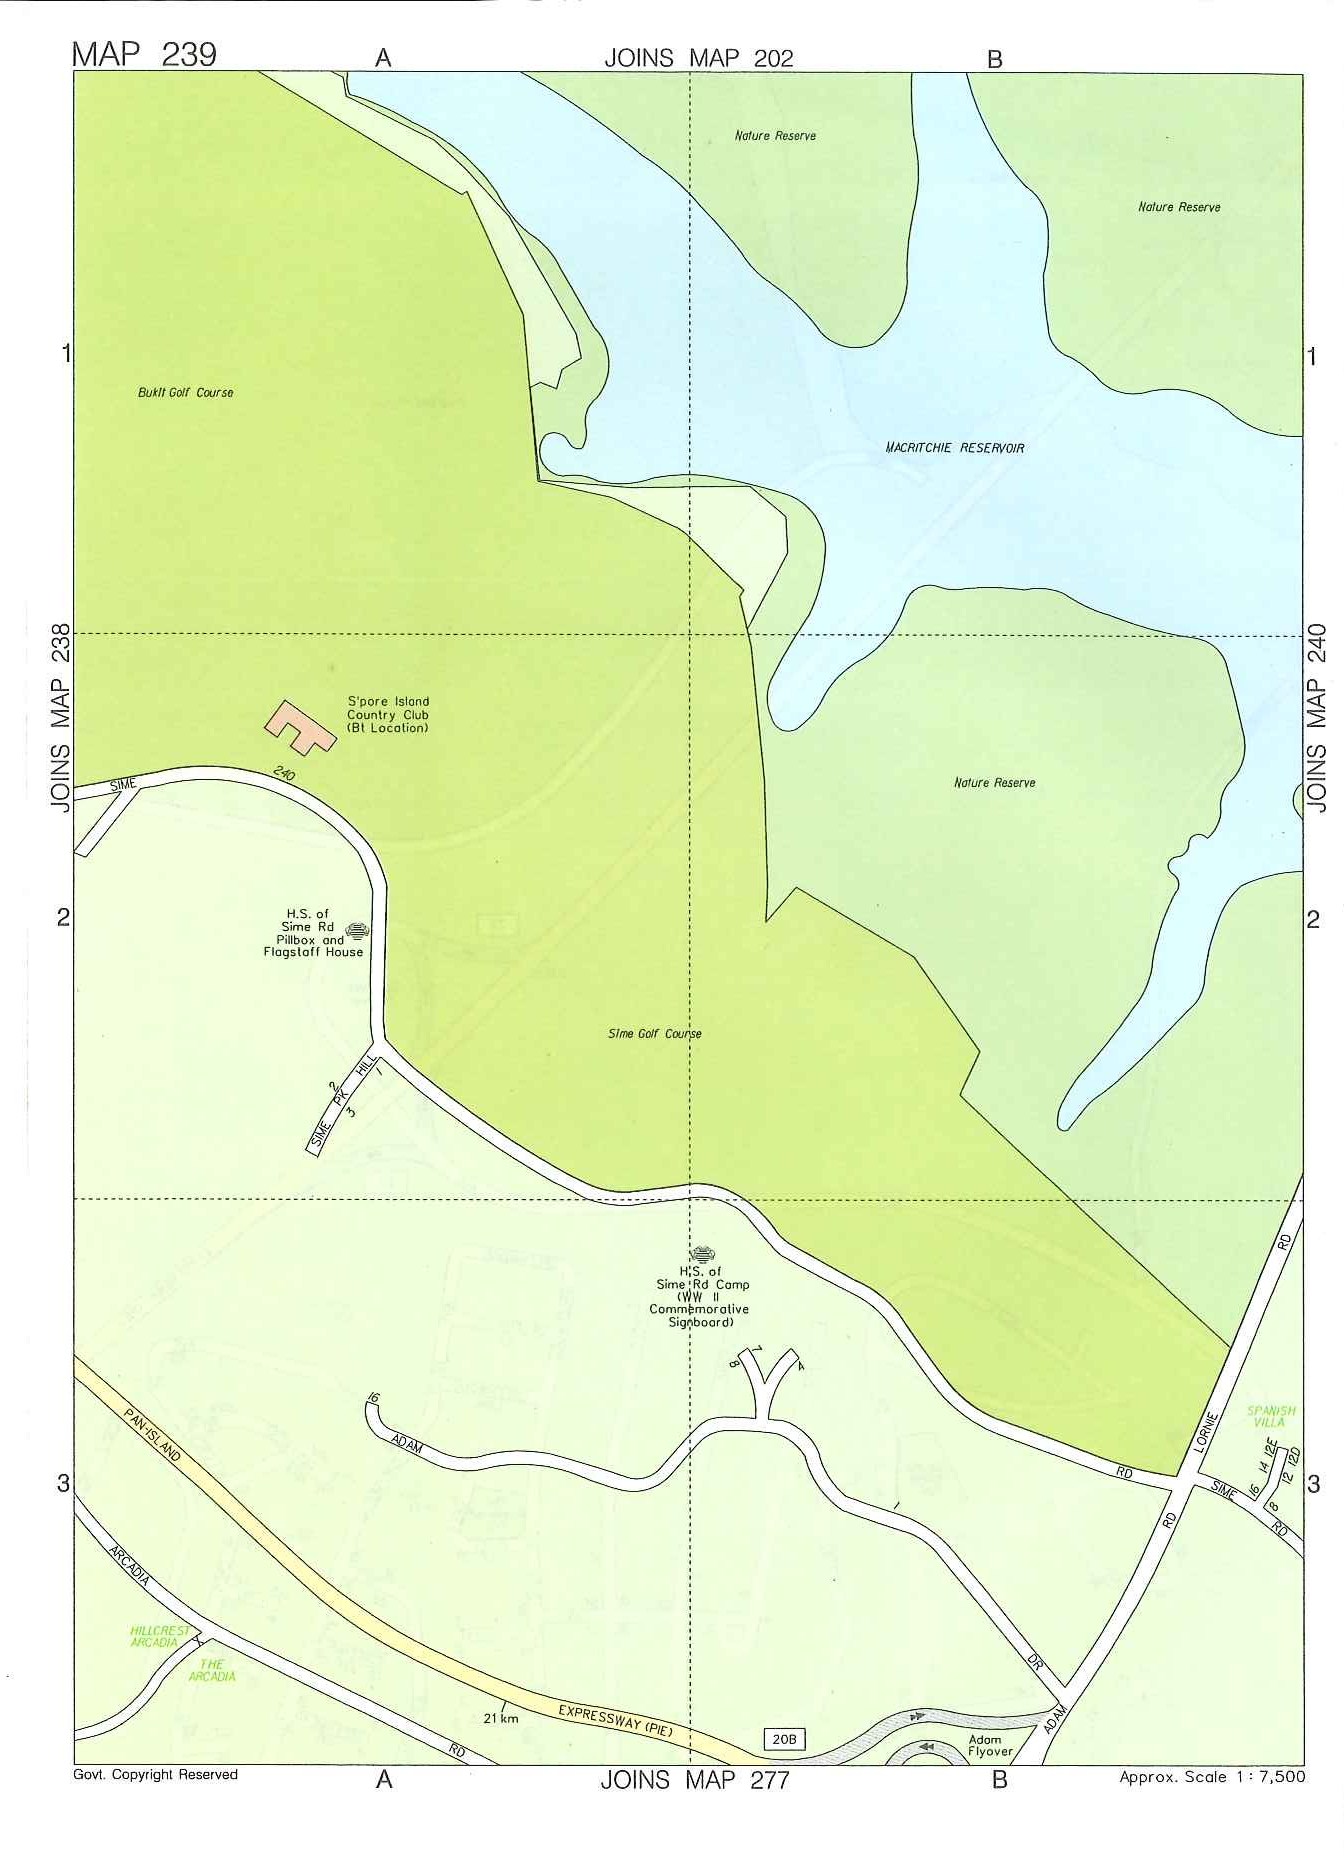 MAP 239
A
JOINS MAP 202
B
Nature Reserve
Nature Reserve
1
1
Bukit Golf Course
MACRITCHIE RESERVOIR
JOINS MAP 238
JOINS MAP 240
S'pore Island
Country Club
(Bt Location)
240
SIME
Nature Reserve
2
2
H.S. of
Sime Rd
Pillbox and
Flagstaff House
Sime Golf Course
SIME PK HILL
1
2
3
RD
H.S. of
Sime Rd Camp
(WW II
Commemorative
Signboard)
7
8
4
16
ADAM
PAN-ISLAND
LORNIE
SPANISH
VILLA
12E
14
16
12D
12
8
SIME
RD
RD
3
3
1
RD
ARCADIA
HILLCREST
ARCADIA
1
THE
ARCADIA
DR
21 km
EXPRESSWAY (PIE)
20B
ADAM
Adam
Flyover
RD
Govt. Copyright Reserved
A
JOINS MAP 277
B
Approx. Scale 1 : 7,500